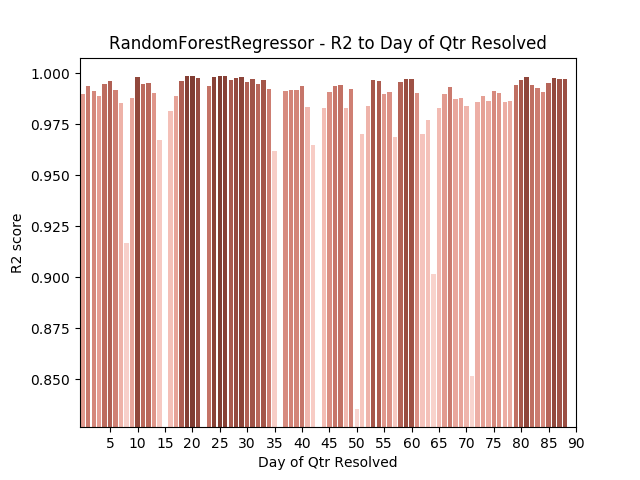 RandomForestRegressor - R2 to Day of Qtr Resolved
1.000
0.975
0.950
0.925
0.900
0.875
0.850
R2 score
5 10 15 20 25 30 35 40 45 50 55 60 65 70 75 80 85 90
Day of Qtr Resolved